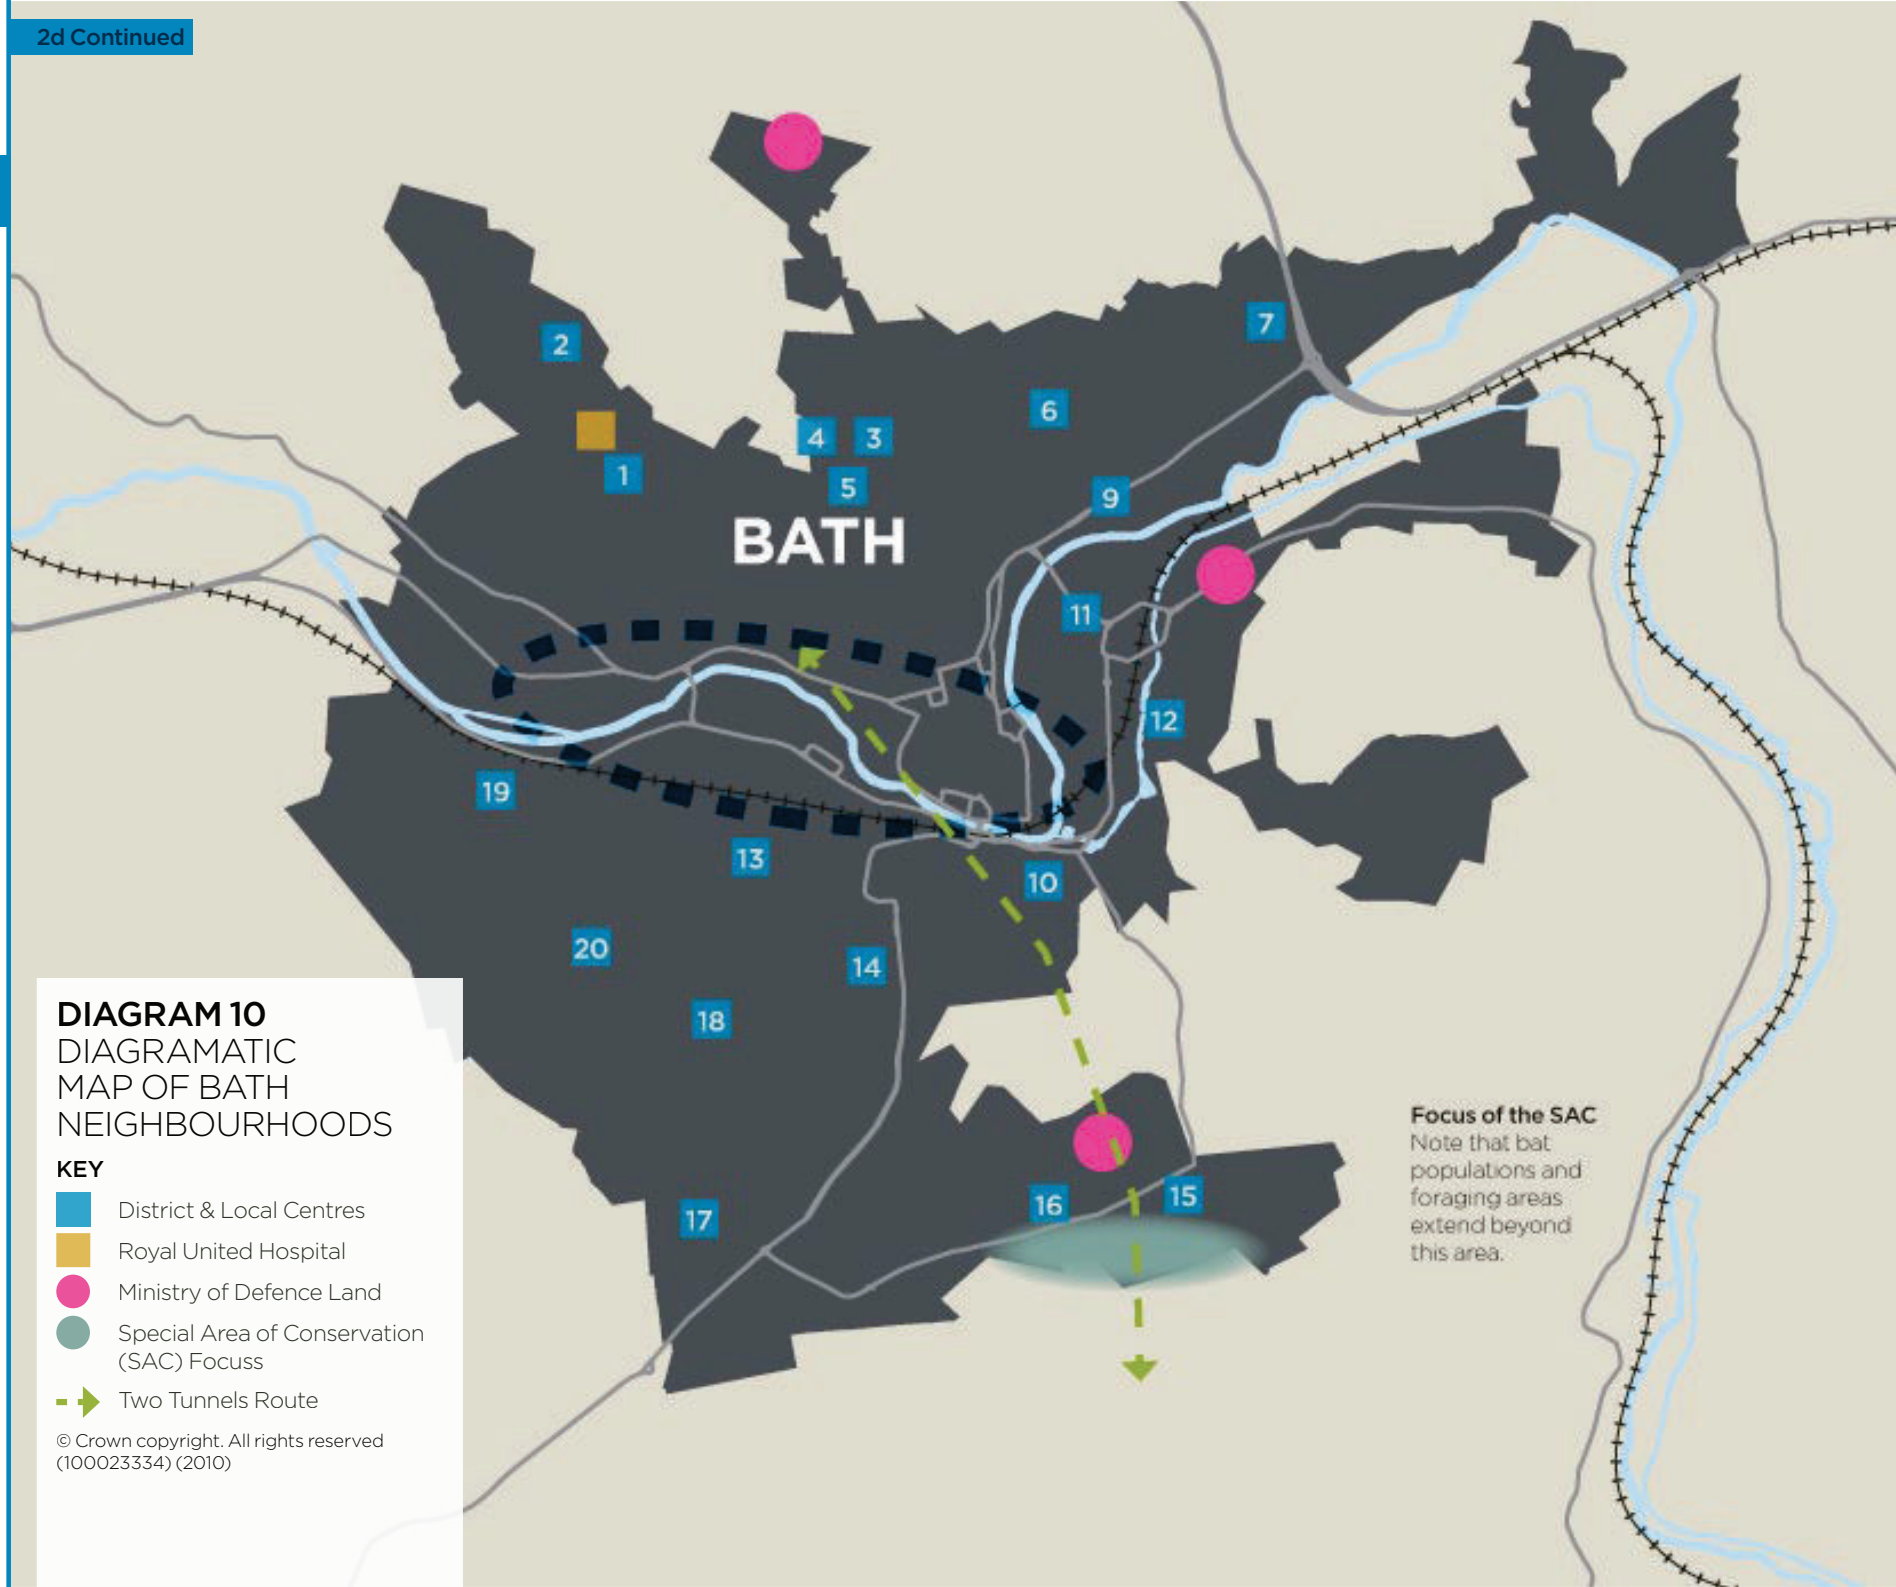 2d Continued
2
7
6
4
3
1
5
9
BATH
11
12
19
13
10
20
14
18
16
15
17
Focus of the SAC
Note that bat
populations and
foraging areas
extend beyond
this area.
DIAGRAM 10
DIAGRAMATIC
MAP OF BATH
NEIGHBOURHOODS
KEY
District & Local Centres
Royal United Hospital
Ministry of Defence Land
Special Area of Conservation
(SAC) Focuss
Two Tunnels Route
© Crown copyright. All rights reserved
(100023334) (2010)